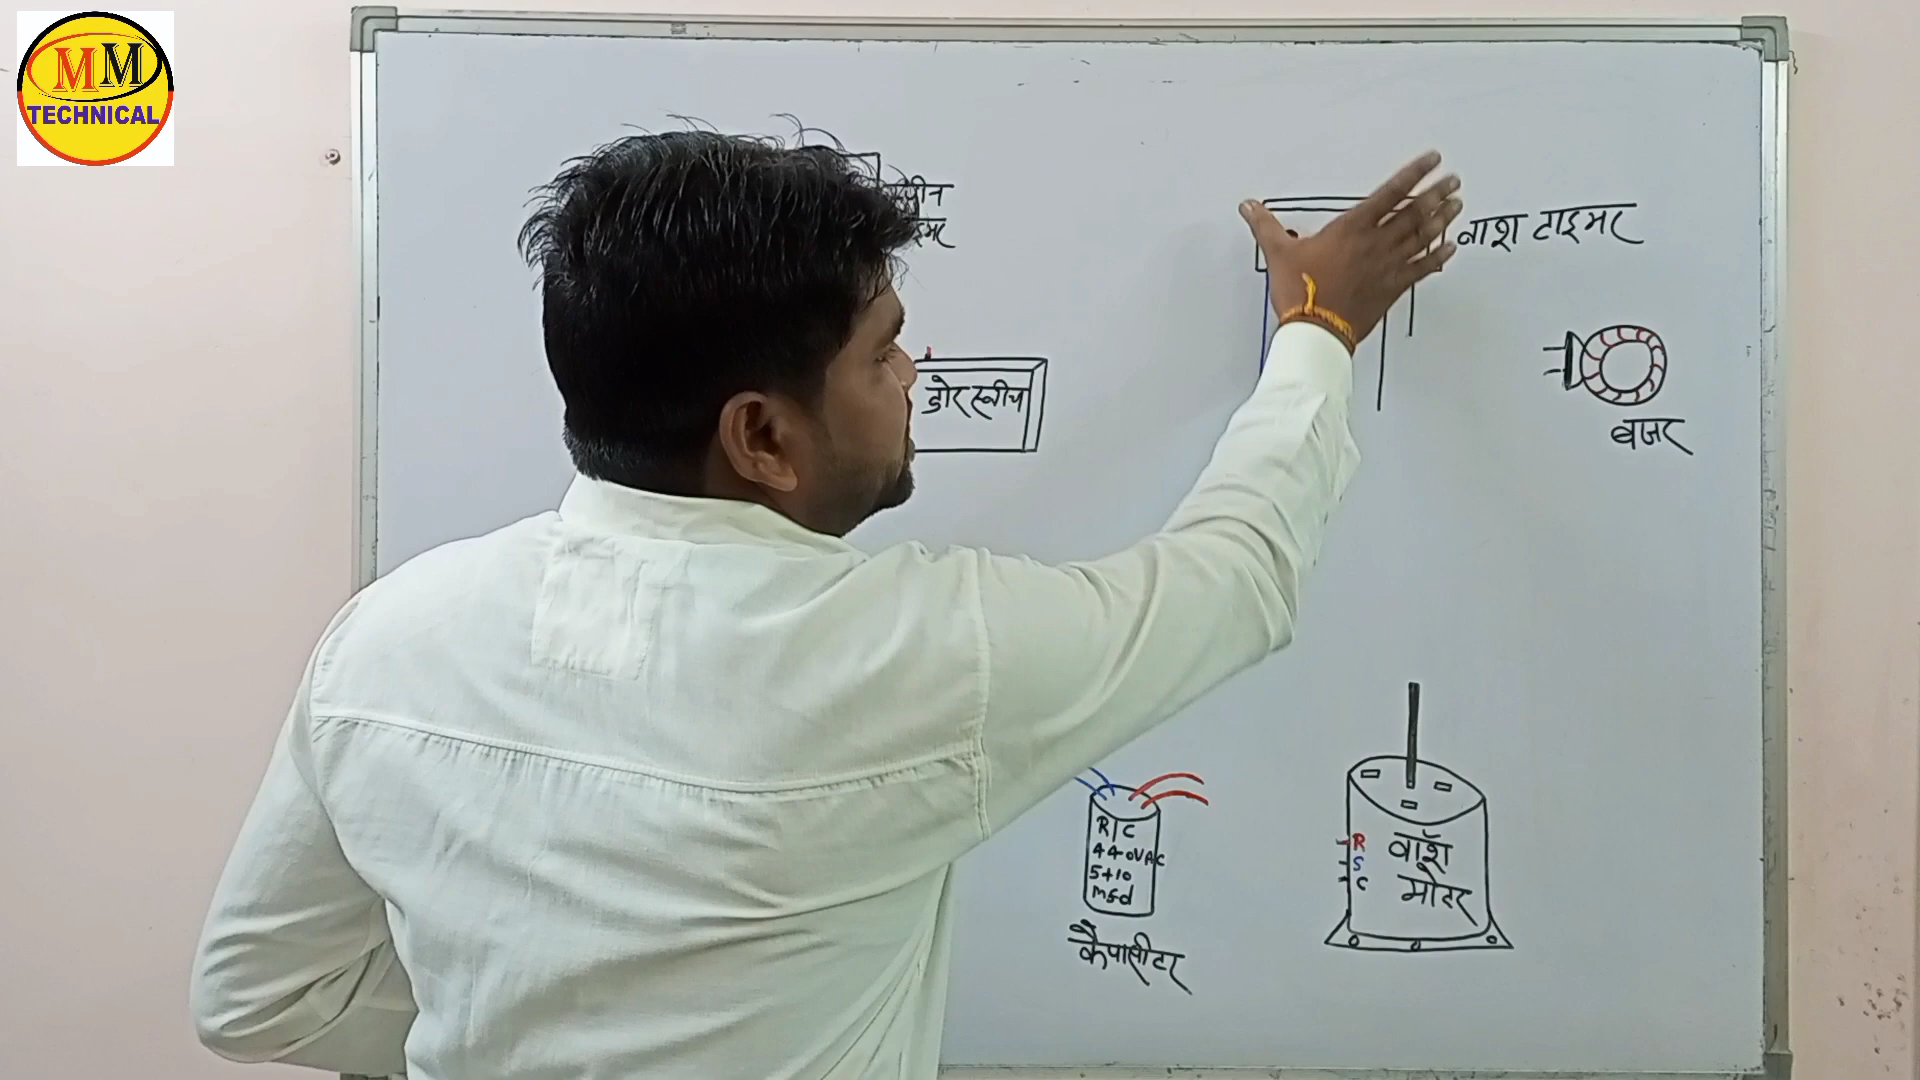 MM
TECHNICAL
वाश टाइमर
डोर स्वीच
बजर
R|C
440VAC
5+10
mfd
कैपासीटर
R
S
C
वॉश
मोटर